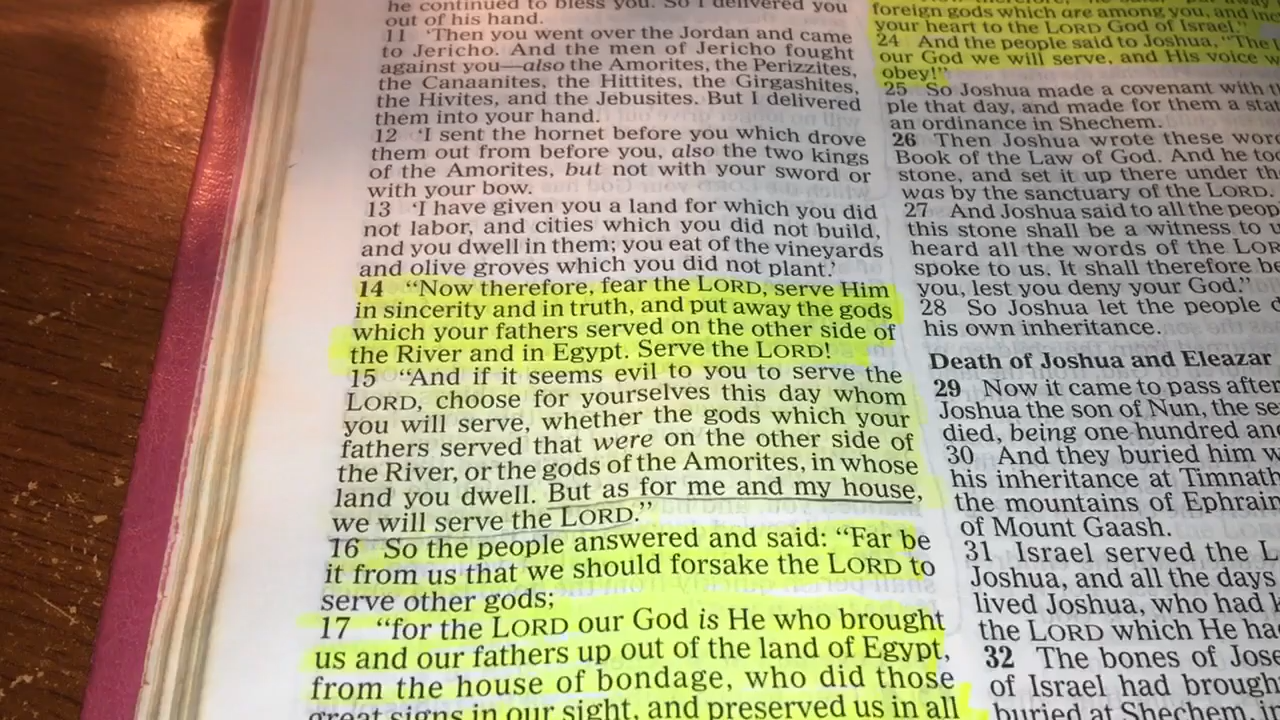 he continued to bless you. So I delivered you
out of his hand.
11 ‘Then you went over the Jordan and came
to Jericho. And the men of Jericho fought
against you—also the Amorites, the Perizzites,
the Canaanites, the Hittites, the Girgashites,
the Hivites, and the Jebusites. But I delivered
them into your hand.
12 ‘I sent the hornet before you which drove
them out from before you, also the two kings
of the Amorites, but not with your sword or
with your bow.
13 ‘I have given you a land for which you did
not labor, and cities which you did not build,
and you dwell in them; you eat of the vineyards
and olive groves which you did not plant.’
14 “Now therefore, fear the LORD, serve Him
in sincerity and in truth, and put away the gods
which your fathers served on the other side of
the River and in Egypt. Serve the LORD!
15 “And if it seems evil to you to serve the
LORD, choose for yourselves this day whom
you will serve, whether the gods which your
fathers served that were on the other side of
the River, or the gods of the Amorites, in whose
land you dwell. But as for me and my house,
we will serve the LORD.”
16 So the people answered and said: “Far be
it from us that we should forsake the LORD to
serve other gods;
17 “for the LORD our God is He who brought
us and our fathers up out of the land of Egypt,
from the house of bondage, who did those
great signs in our sight, and preserved us in all
foreign gods which are among you, and
your heart to the LORD God of Israel.”
24 And the people said to Joshua, “The
our God we will serve, and His voice
obey!”
25 So Joshua made a covenant with
ple that day, and made for them a
an ordinance in Shechem.
26 Then Joshua wrote these
Book of the Law of God. And he
stone, and set it up there under
was by the sanctuary of the LORD.
27 And Joshua said to all the
this stone shall be a witness to
heard all the words of the
spoke to us. It shall therefore
you, lest you deny your God.”
28 So Joshua let the people
his own inheritance.
Death of Joshua and Eleazar
29 Now it came to pass after
Joshua the son of Nun, the
died, being one hundred
30 And they buried him
his inheritance at Timnath
the mountains of
of Mount Gaash.
31 Israel served the
Joshua, and all the days
lived Joshua, who had
the LORD which He
32 The bones of
of Israel had
buried at Shechem,